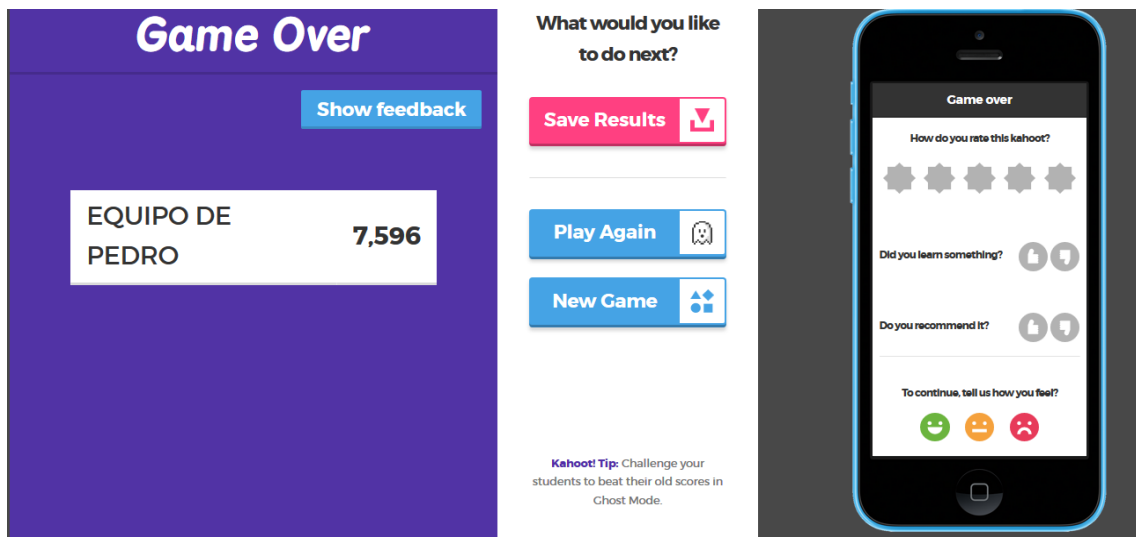 Game Over
Show feedback
EQUIPO DE
PEDRO
7,596
What would you like
to do next?
Save Results
Play Again
New Game
Kahoot! Tip: Challenge your
students to beat their old scores in
Ghost Mode.
Game over
How do you rate this kahoot?
Did you learn something?
Do you recommend it?
To continue, tell us how you feel?